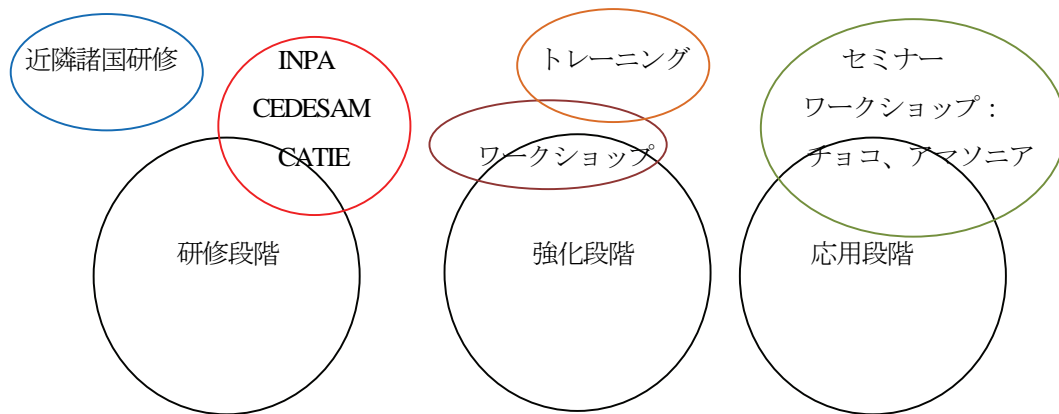 近隣諸国研修
INPA
CEDESAM
CATIE
研修段階
トレーニング
ワークショップ
強化段階
セミナー
ワークショップ：
チョコ、アマソニア
応用段階